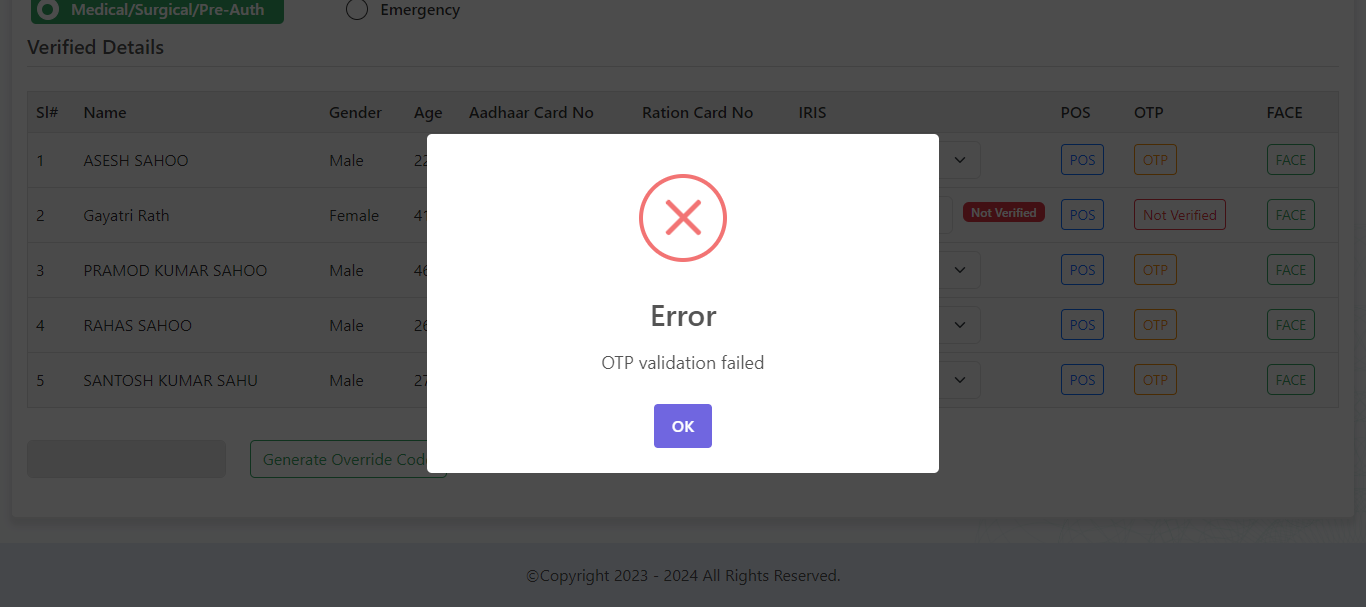 Medical/Surgical/Pre-Auth Emergency
Verified Details
Sl# Name Gender Age Aadhaar Card No Ration Card No IRIS POS OTP FACE
1 ASESH SAHOO Male 22 POS OTP FACE
2 Gayatri Rath Female 41 Not Verified POS Not Verified FACE
3 PRAMOD KUMAR SAHOO Male 46 POS OTP FACE
4 RAHAS SAHOO Male 26 POS OTP FACE
5 SANTOSH KUMAR SAHU Male 27 POS OTP FACE
Error
OTP validation failed
OK
Generate Override Code
©Copyright 2023 - 2024 All Rights Reserved.